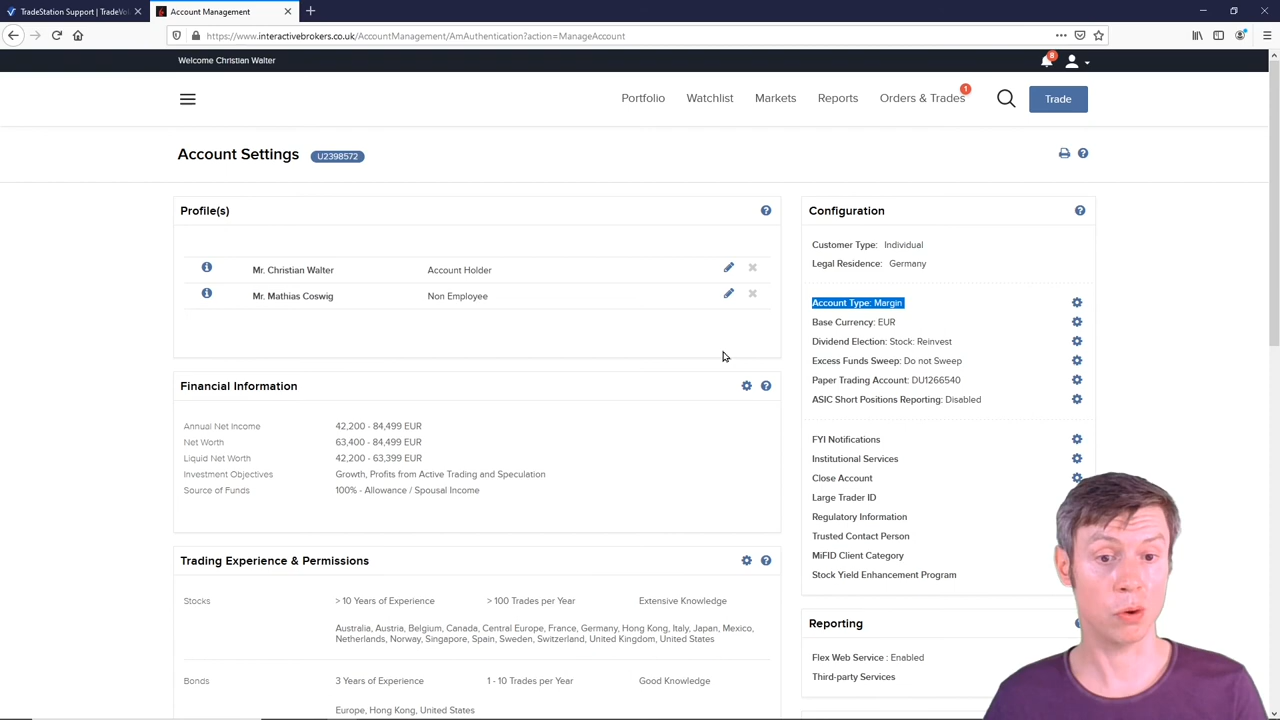 TradeStation Support | TradeVo
Account Management
https://www.interactivebrokers.co.uk/AccountManagement/AmAuthentication?action=ManageAccount
Welcome Christian Walter
8
Portfolio Watchlist Markets Reports Orders & Trades 1 Trade
Account Settings U2398572
Profile(s)
Mr. Christian Walter Account Holder
Mr. Mathias Coswig Non Employee
Financial Information
Annual Net Income 42,200 - 84,499 EUR
Net Worth 63,400 - 84,499 EUR
Liquid Net Worth 42,200 - 63,399 EUR
Investment Objectives Growth, Profits from Active Trading and Speculation
Source of Funds 100% - Allowance / Spousal Income
Trading Experience & Permissions
Stocks > 10 Years of Experience > 100 Trades per Year Extensive Knowledge
Australia, Austria, Belgium, Canada, Central Europe, France, Germany, Hong Kong, Italy, Japan, Mexico,
Netherlands, Norway, Singapore, Spain, Sweden, Switzerland, United Kingdom, United States
Bonds 3 Years of Experience 1 - 10 Trades per Year Good Knowledge
Europe, Hong Kong, United States
Configuration
Customer Type: Individual
Legal Residence: Germany
Account Type: Margin
Base Currency: EUR
Dividend Election: Stock: Reinvest
Excess Funds Sweep: Do not Sweep
Paper Trading Account: DU1266540
ASIC Short Positions Reporting: Disabled
FYI Notifications
Institutional Services
Close Account
Large Trader ID
Regulatory Information
Trusted Contact Person
MiFID Client Category
Stock Yield Enhancement Program
Reporting
Flex Web Service : Enabled
Third-party Services